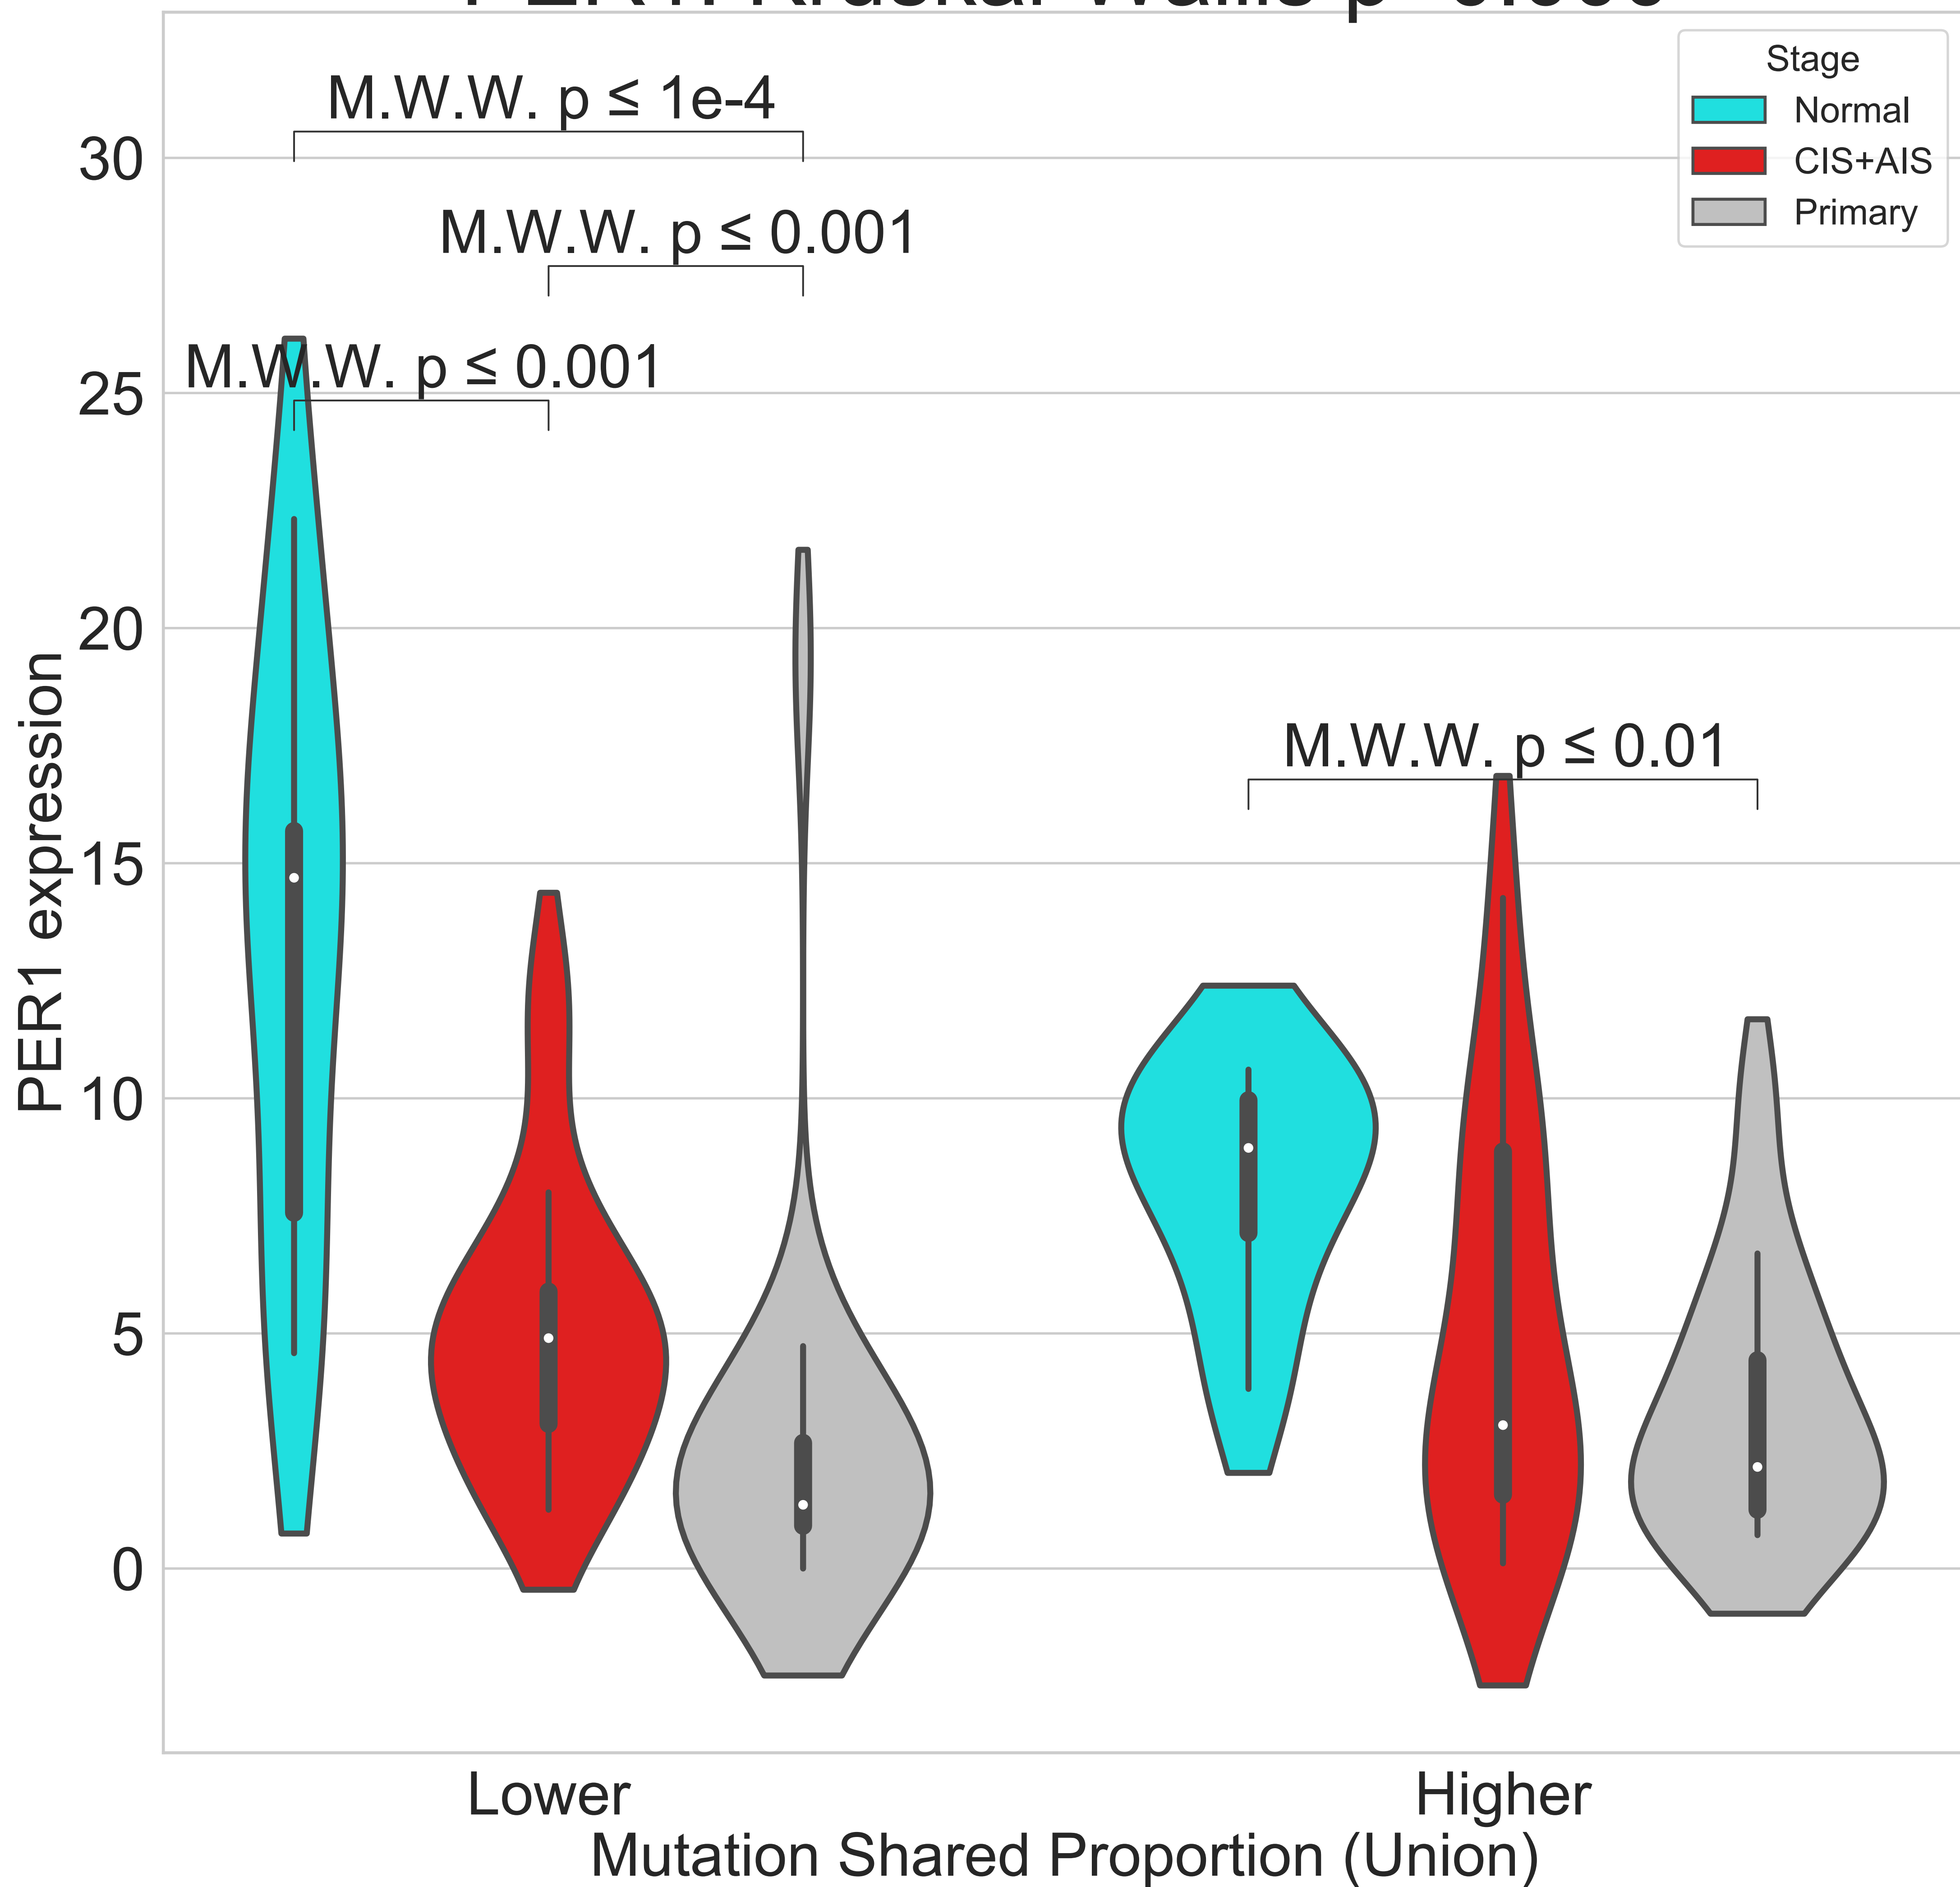 Stage
Normal
CIS+AIS
Primary
M.W.W. p ≤ 1e-4
M.W.W. p ≤ 0.001
M.W.W. p ≤ 0.001
M.W.W. p ≤ 0.01
30
25
20
15
10
5
0
PER1 expression
Lower
Higher
Mutation Shared Proportion (Union)